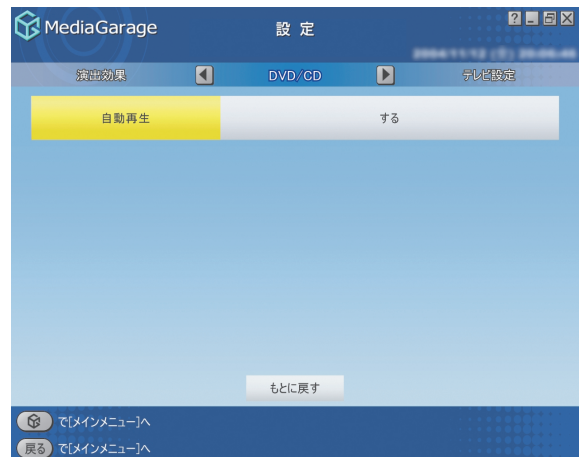 MediaGarage
設定
演出効果
DVD/CD
テレビ設定
自動再生
する
もとに戻す
で[メインメニュー]へ
戻る で[メインメニュー]へ